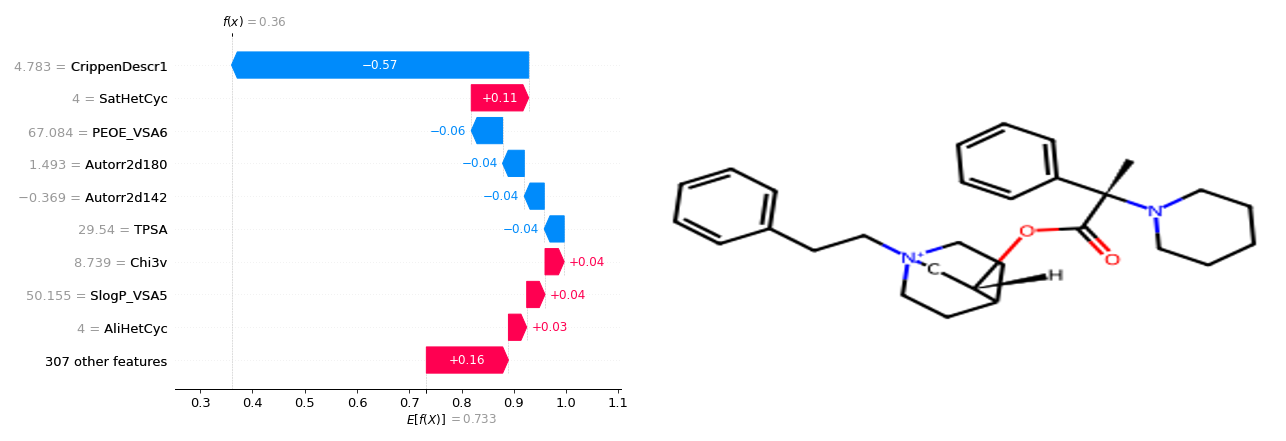 f(x) = 0.36
4.783 = CrippenDescr1
−0.57
4 = SatHetCyc
+0.11
67.084 = PEOE_VSA6
−0.06
1.493 = Autorr2d180
−0.04
−0.369 = Autorr2d142
−0.04
29.54 = TPSA
−0.04
8.739 = Chi3v
+0.04
50.155 = SlogP_VSA5
+0.04
4 = AliHetCyc
+0.03
307 other features
+0.16
0.3 0.4 0.5 0.6 0.7 0.8 0.9 1.0 1.1
E[f(X)] = 0.733
N
O
O
N+
C
H